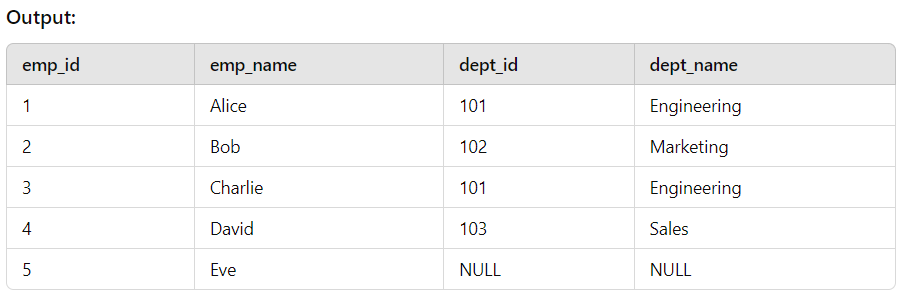 Output:
emp_id emp_name dept_id dept_name
1 Alice 101 Engineering
2 Bob 102 Marketing
3 Charlie 101 Engineering
4 David 103 Sales
5 Eve NULL NULL